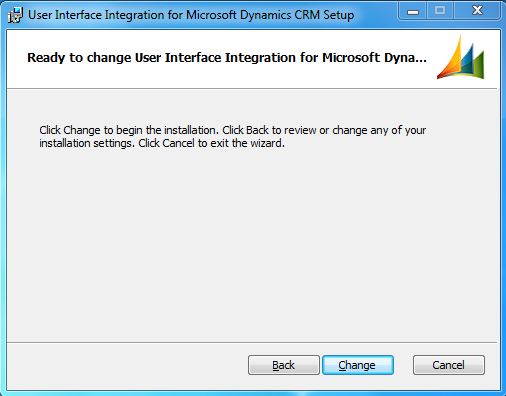 User Interface Integration for Microsoft Dynamics CRM Setup
Ready to change User Interface Integration for Microsoft Dyna...
Click Change to begin the installation. Click Back to review or change any of your
installation settings. Click Cancel to exit the wizard.
Back Change Cancel